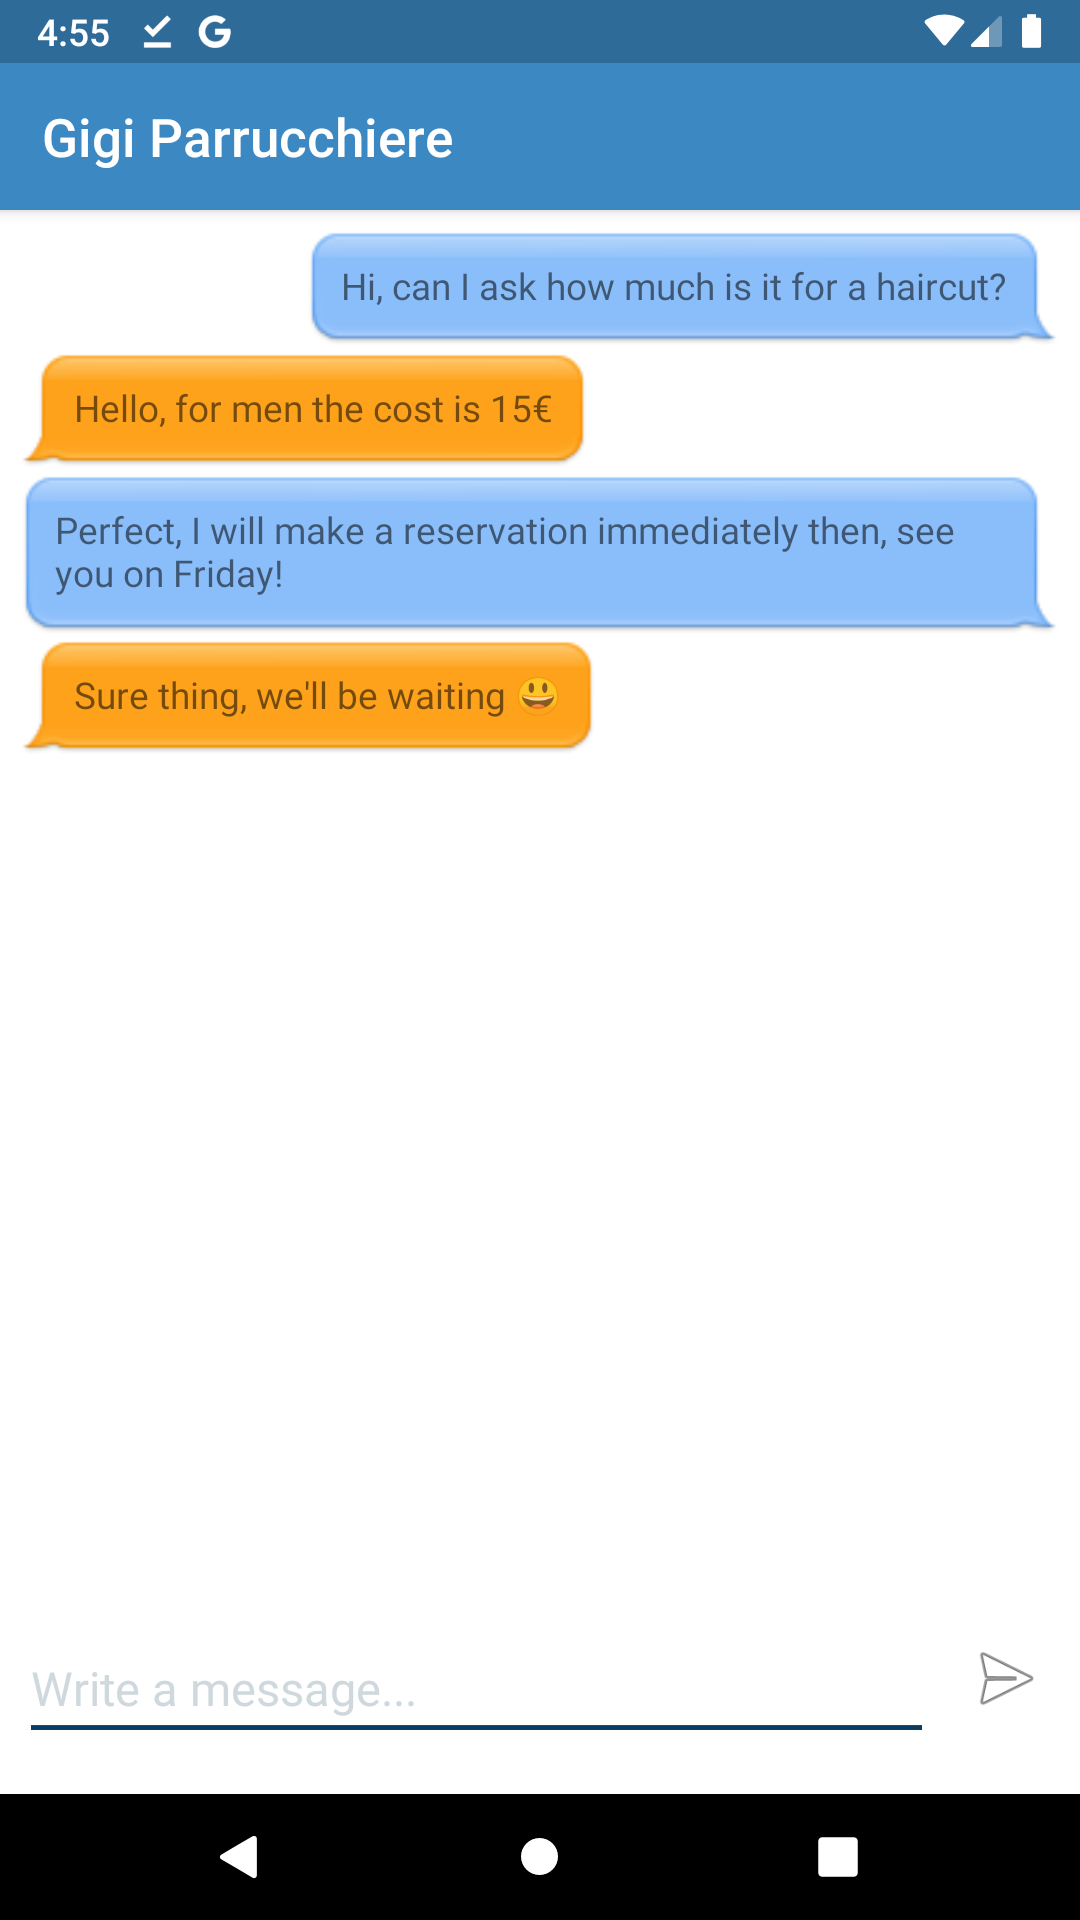 4:55
Gigi Parrucchiere
Hi, can I ask how much is it for a haircut?
Hello, for men the cost is 15€
Perfect, I will make a reservation immediately then, see
you on Friday!
Sure thing, we'll be waiting 😃
Write a message...